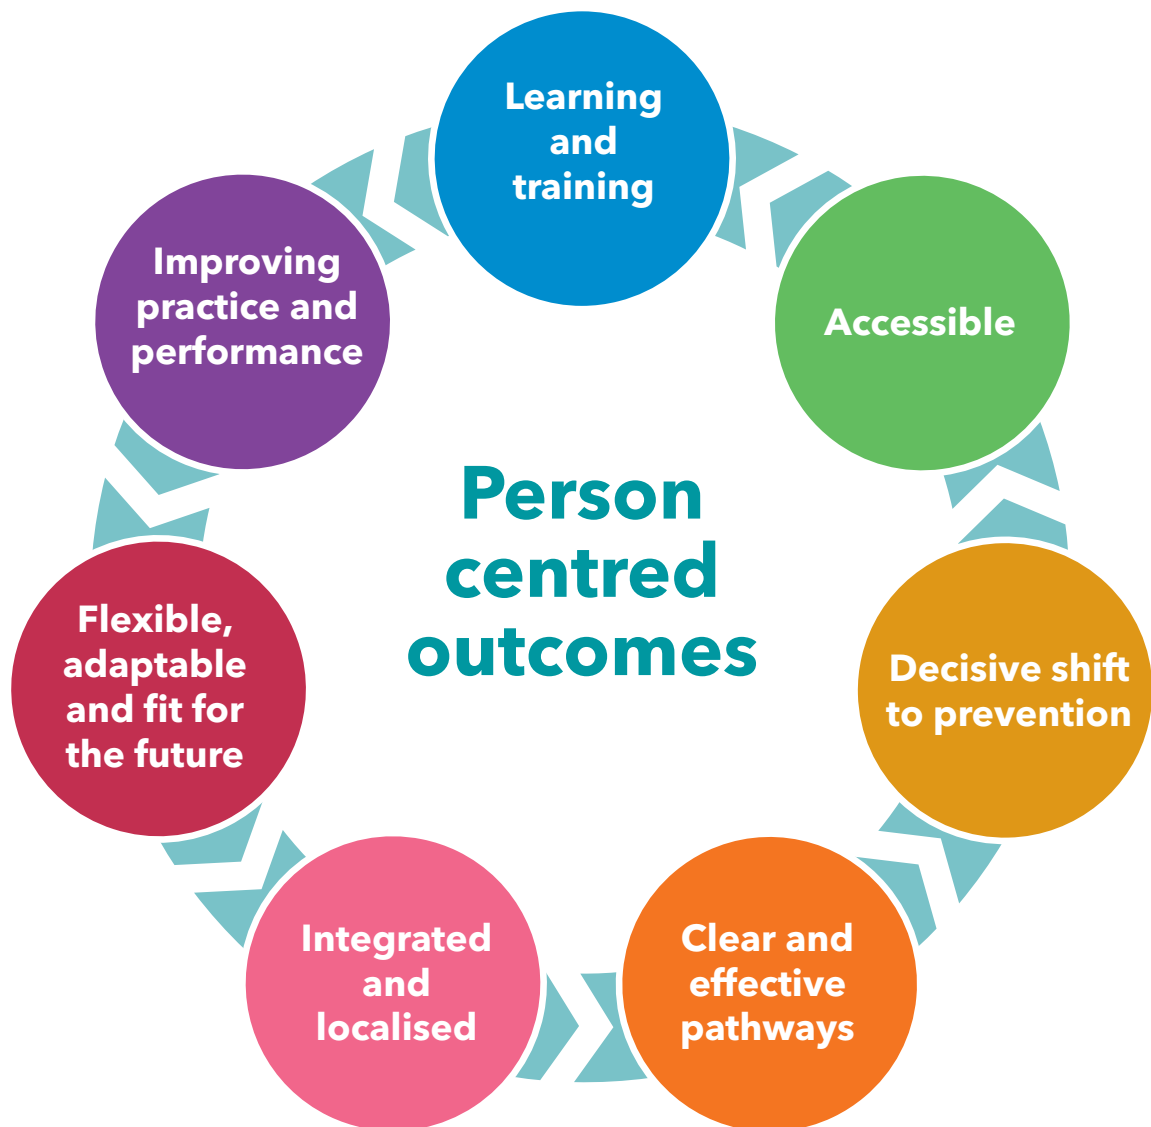 Learning
and
training
Accessible
Decisive shift
to prevention
Clear and
effective
pathways
Integrated
and
localised
Flexible,
adaptable
and fit for
the future
Improving
practice and
performance
Person
centred
outcomes